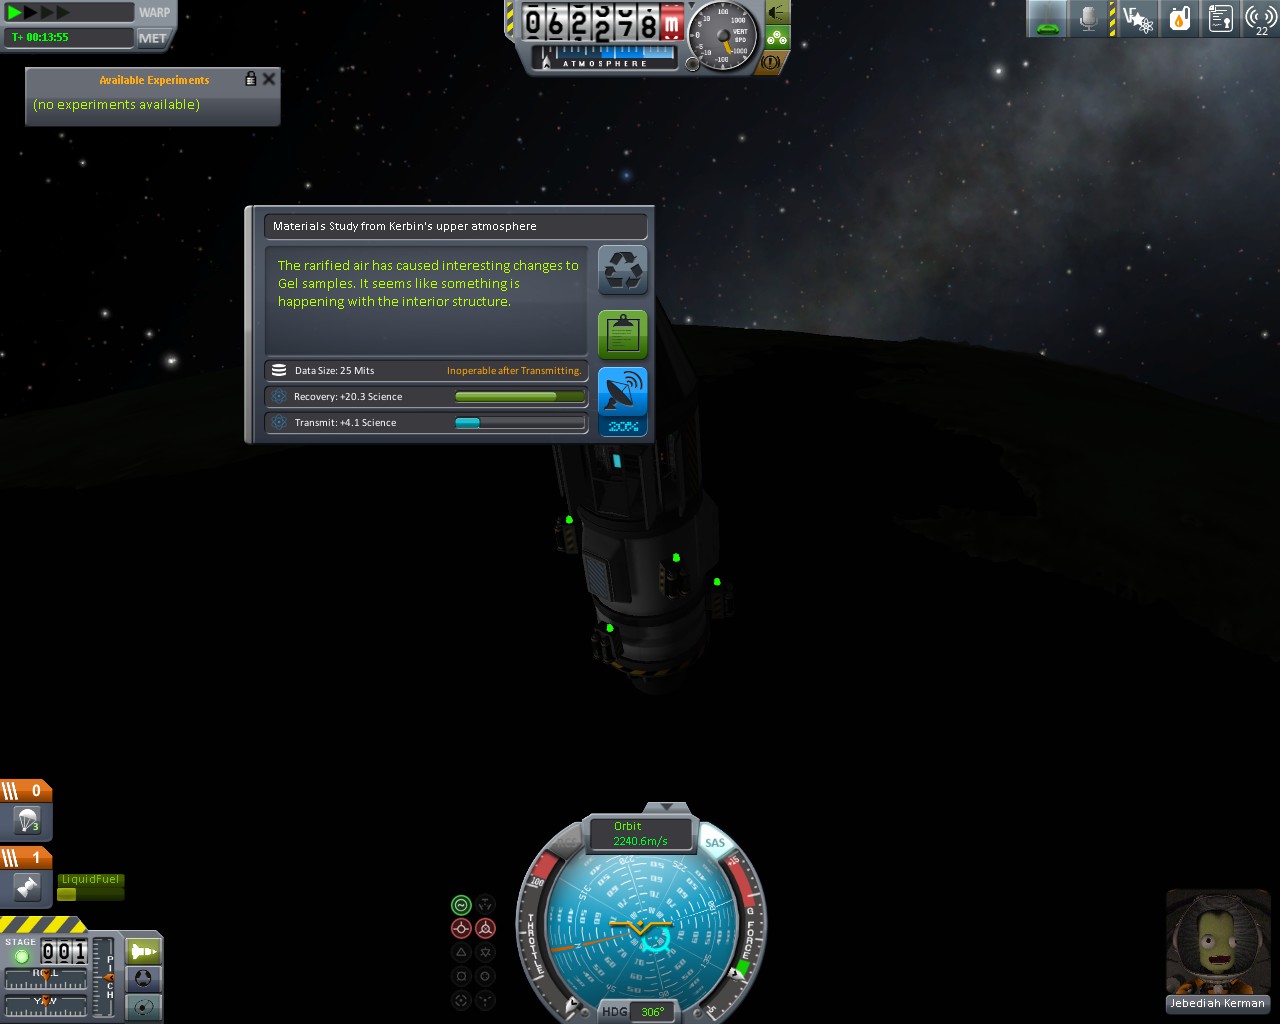 WARP
T+ 00:13:55
MET
062278m
ATMOSPHERE
VERT
SPD
22
Available Experiments
(no experiments available)
Materials Study from Kerbin's upper atmosphere
The rarified air has caused interesting changes to
Gel samples. It seems like something is
happening with the interior structure.
Data Size: 25 Mits
Inoperable after Transmitting.
Recovery: +20.3 Science
Transmit: +4.1 Science
20%
0
3
1
LiquidFuel
STAGE
001
ROLL
YAW
PITCH
Orbit
2240.6m/s
SAS
THROTTLE
G FORCE
HDG 306°
Jebediah Kerman